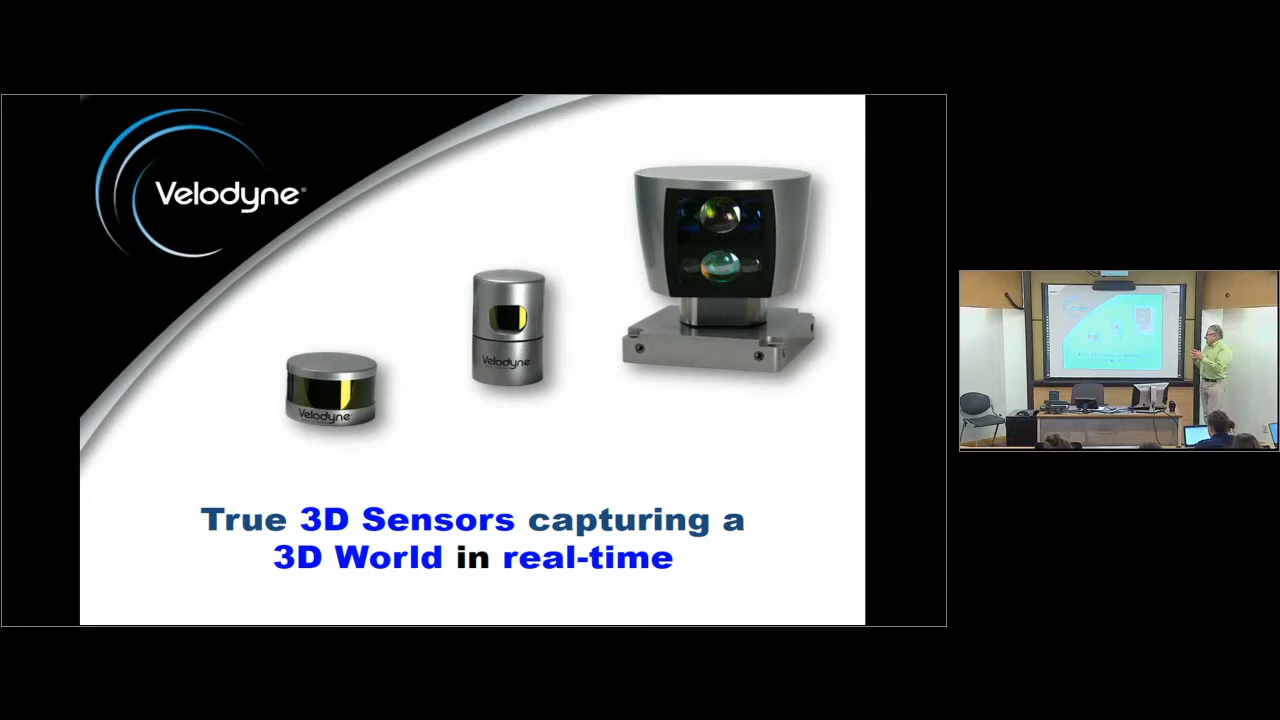 Velodyne®
Velodyne
Velodyne
True 3D Sensors capturing a
3D World in real-time